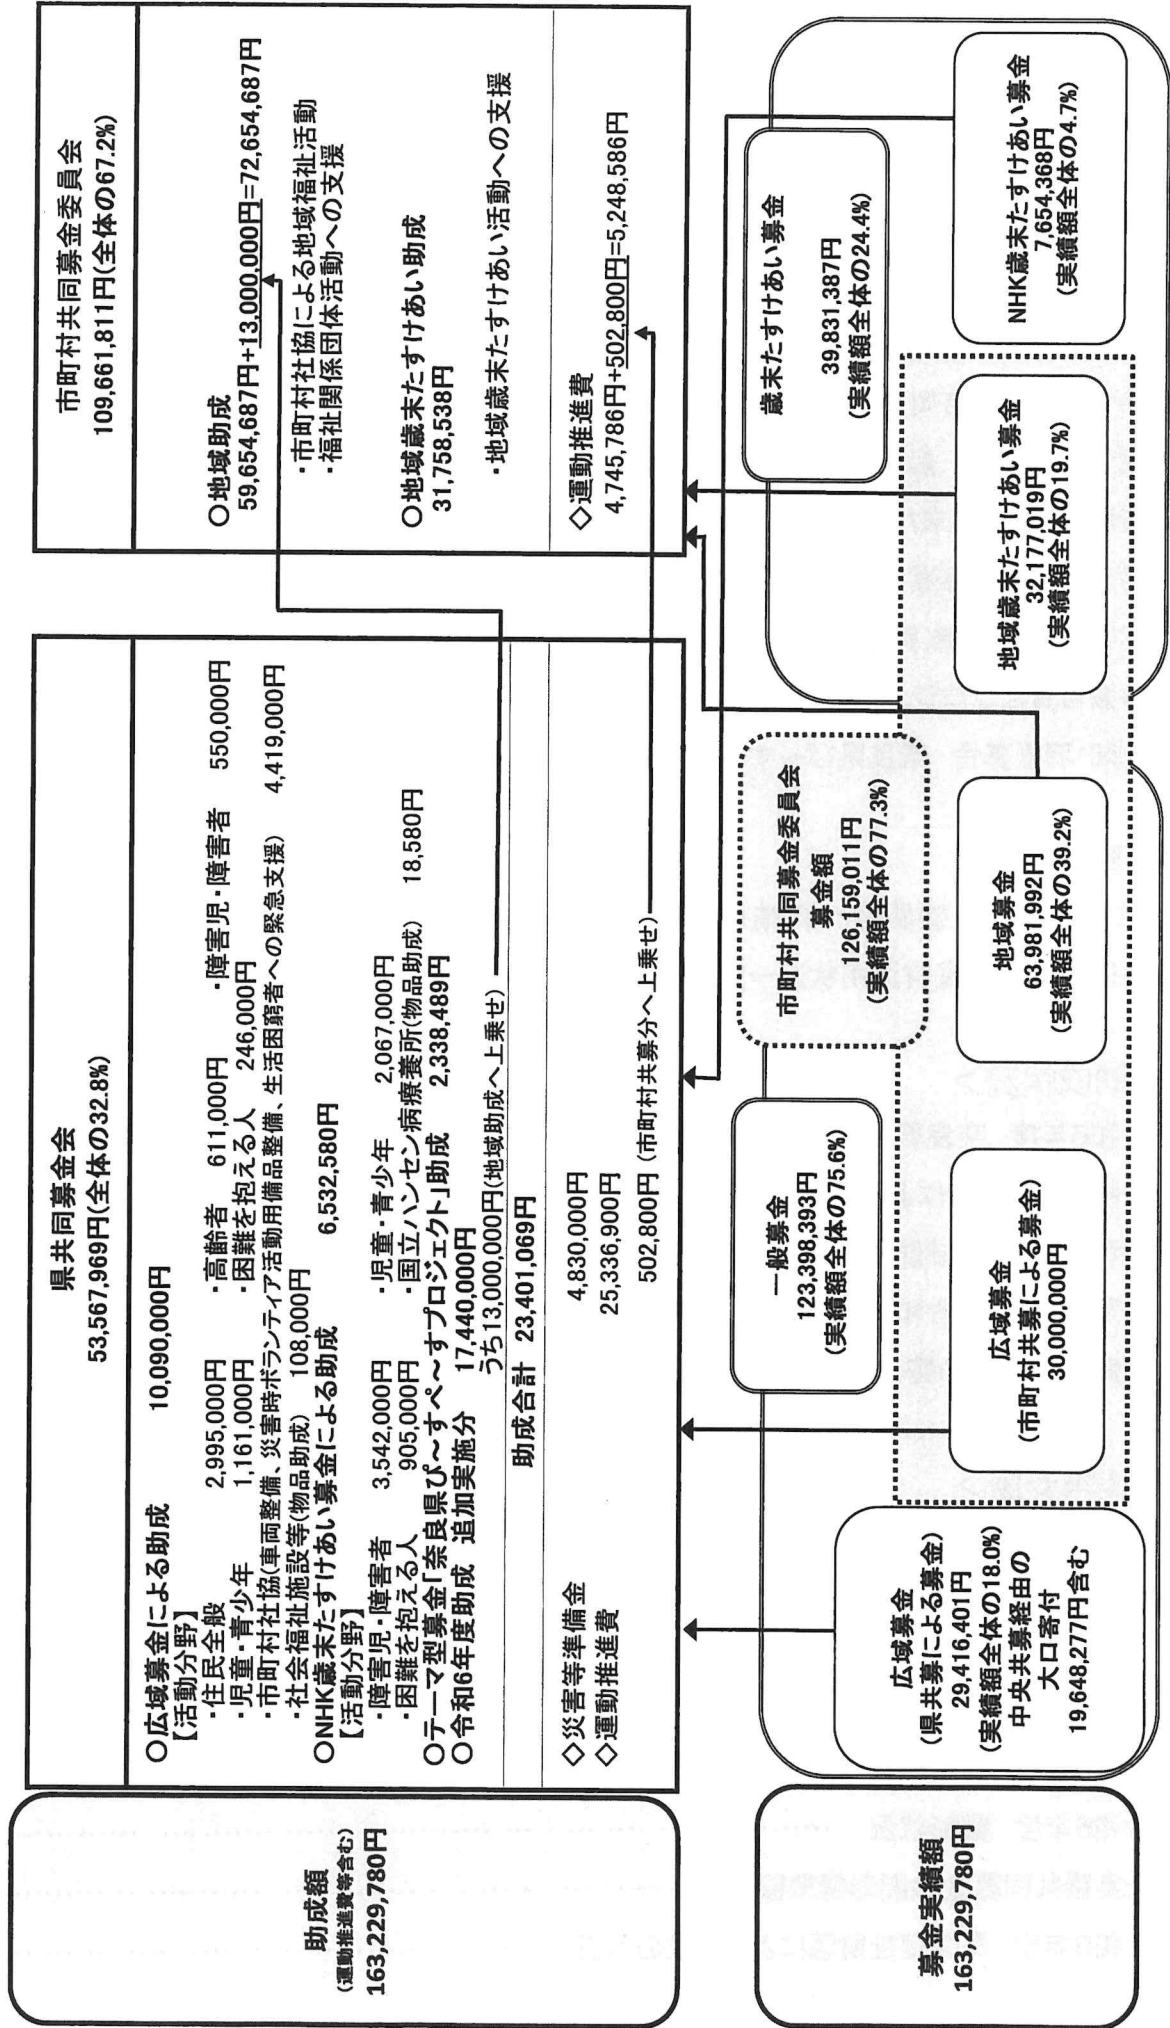 助成額
(運動推進費等含む)
163,229,780円
県共同募金会
53,567,969円(全体の32.8%)
○広域募金による助成　10,090,000円
【活動分野】
・住民全般　2,995,000円　・高齢者　611,000円　・障害児・障害者　550,000円
・児童・青少年　1,161,000円　・困難を抱える人　246,000円
・市町村社協(車両整備、災害時ボランティア活動用備品整備、生活困窮者への緊急支援)　4,419,000円
・社会福祉施設等(物品助成)　108,000円
○NHK歳末たすけあい募金による助成　6,532,580円
【活動分野】
・障害児・障害者　3,542,000円　・児童・青少年　2,067,000円
・困難を抱える人　905,000円　・国立ハンセン病療養所(物品助成)　18,580円
○テーマ型募金「奈良県ぴ～すぺ～すプロジェクト」助成　2,338,489円
○令和6年度助成　追加実施分　17,440,000円
うち13,000,000円(地域助成へ上乗せ)
助成合計　23,401,069円
◇災害等準備金　4,830,000円
◇運動推進費　25,336,900円
502,800円(市町村共募分へ上乗せ)
市町村共同募金委員会
109,661,811円(全体の67.2%)
○地域助成
59,654,687円+13,000,000円=72,654,687円
・市町村社協による地域福祉活動
・福祉関係団体活動への支援
○地域歳末たすけあい助成
31,758,538円
・地域歳末たすけあい活動への支援
◇運動推進費
4,745,786円+502,800円=5,248,586円
募金実績額
163,229,780円
一般募金
123,398,393円
(実績額全体の75.6%)
市町村共同募金委員会
募金額
126,159,011円
(実績額全体の77.3%)
歳末たすけあい募金
39,831,387円
(実績額全体の24.4%)
広域募金
(県共募による募金)
29,416,401円
(実績額全体の18.0%)
中央共募経由の
大口寄付
19,648,277円含む
広域募金
(市町村共募による募金)
30,000,000円
地域募金
63,981,992円
(実績額全体の39.2%)
地域歳末たすけあい募金
32,177,019円
(実績額全体の19.7%)
NHK歳末たすけあい募金
7,654,368円
(実績額全体の4.7%)